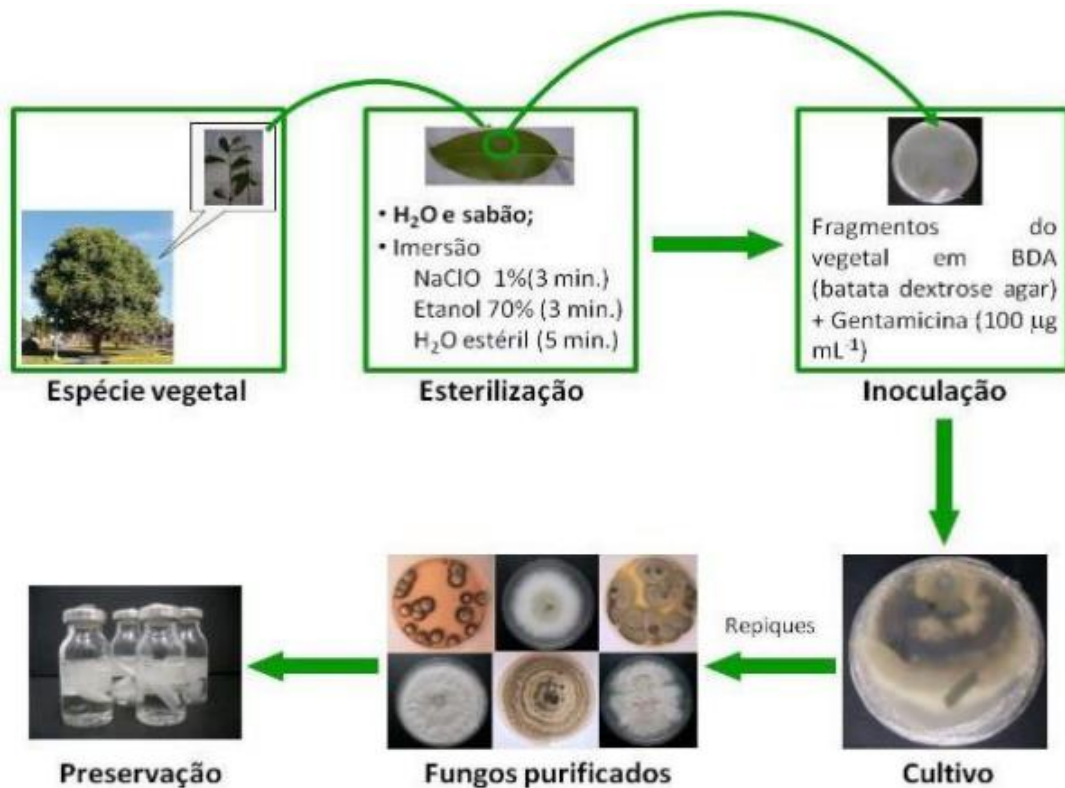 • H₂O e sabão;
• Imersão
NaClO 1%(3 min.)
Etanol 70% (3 min.)
H₂O estéril (5 min.)
Fragmentos do
vegetal em BDA
(batata dextrose agar)
+ Gentamicina (100 µg
mL⁻¹)
Espécie vegetal
Esterilização
Inoculação
Repiques
Preservação
Fungos purificados
Cultivo